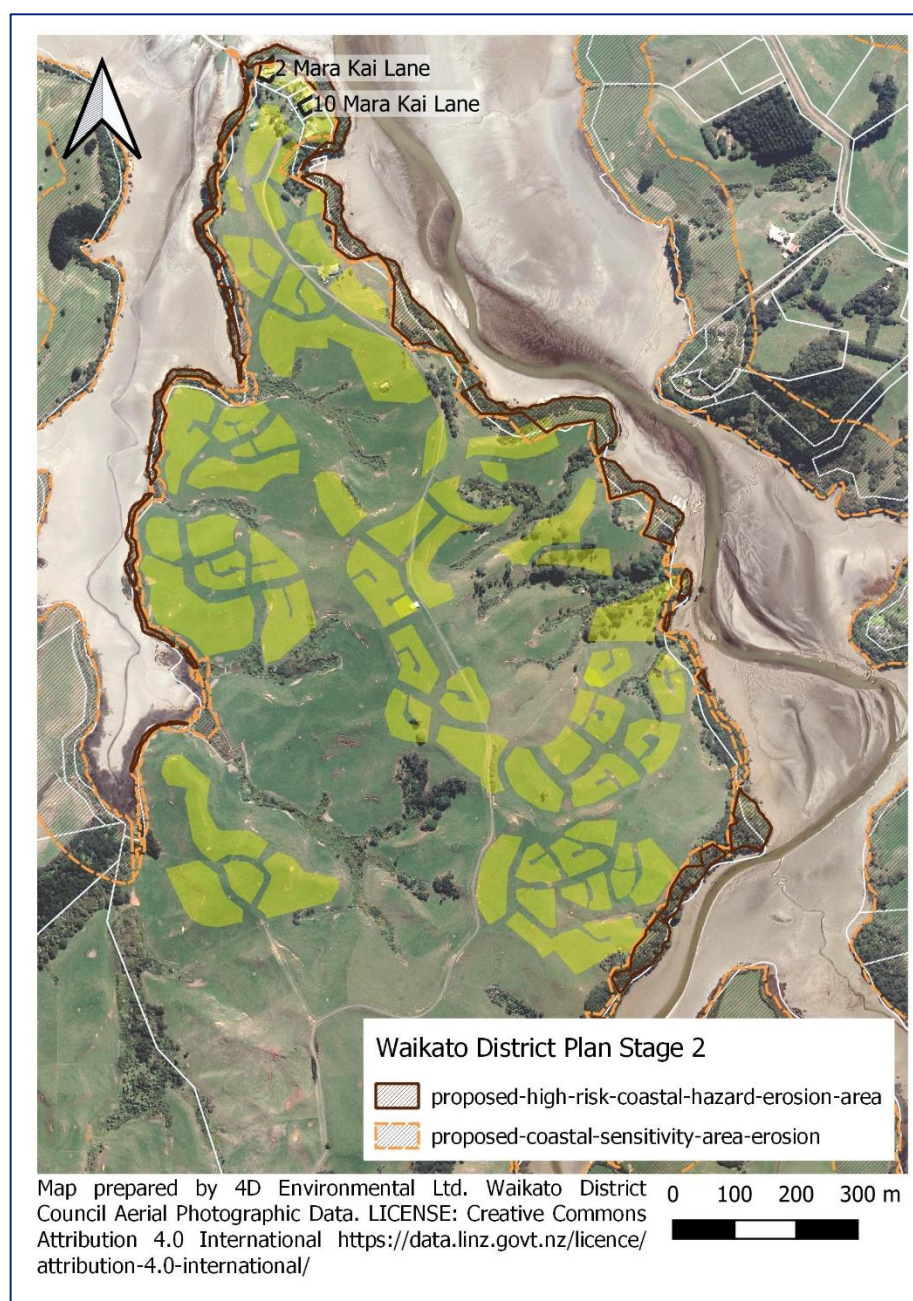 2 Mara Kai Lane
10 Mara Kai Lane
Waikato District Plan Stage 2
proposed-high-risk-coastal-hazard-erosion-area
proposed-coastal-sensitivity-area-erosion
Map prepared by 4D Environmental Ltd. Waikato District
Council Aerial Photographic Data. LICENSE: Creative Commons
Attribution 4.0 International https://data.linz.govt.nz/licence/
attribution-4.0-international/
0 100 200 300 m